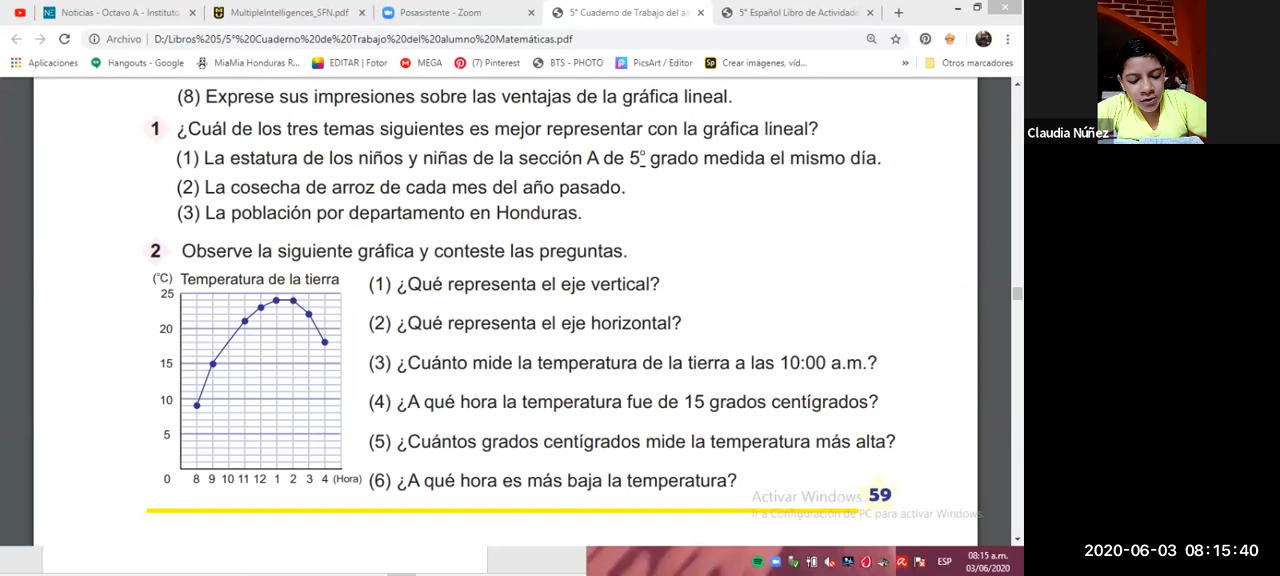 Noticias - Octavo A - Instituto
MultipleIntelligences_SFN.pdf
Posasistente - Zoom
5° Cuaderno de Trabajo del al
5° Español Libro de Actividade
Archivo
D:/Libros%205/5°%20Cuaderno%20de%20Trabajo%20del%20alumno%20Matemáticas.pdf
Aplicaciones
Hangouts - Google
MiaMia Honduras R...
EDITAR | Fotor
MEGA
(7) Pinterest
BTS - PHOTO
PicsArt / Editor
Crear imágenes, víd...
»
Otros marcadores
(8) Exprese sus impresiones sobre las ventajas de la gráfica lineal.
1 ¿Cuál de los tres temas siguientes es mejor representar con la gráfica lineal?
(1) La estatura de los niños y niñas de la sección A de 5º grado medida el mismo día.
(2) La cosecha de arroz de cada mes del año pasado.
(3) La población por departamento en Honduras.
2 Observe la siguiente gráfica y conteste las preguntas.
(°C) Temperatura de la tierra
25
20
15
10
5
0 8 9 10 11 12 1 2 3 4 (Hora)
(1) ¿Qué representa el eje vertical?
(2) ¿Qué representa el eje horizontal?
(3) ¿Cuánto mide la temperatura de la tierra a las 10:00 a.m.?
(4) ¿A qué hora la temperatura fue de 15 grados centígrados?
(5) ¿Cuántos grados centígrados mide la temperatura más alta?
(6) ¿A qué hora es más baja la temperatura?
59
Activar Windows
Ir a Configuración de PC para activar Windows.
ESP
08:15 a.m.
03/06/2020
Claudia Núñez
2020-06-03 08:15:40